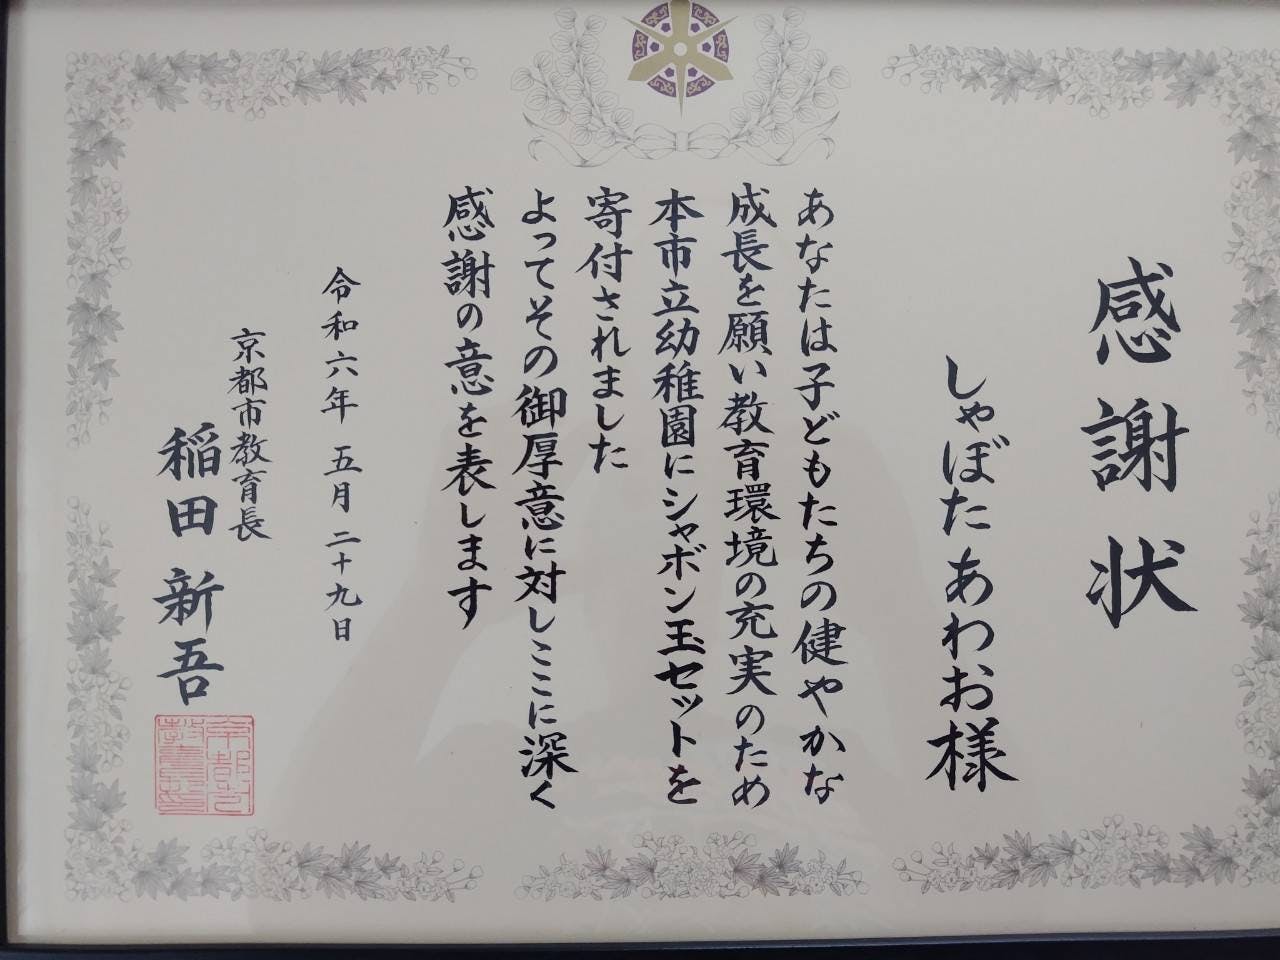 感謝状
しゃぼたあわお様
あなたは子どもたちの健やかな
成長を願い教育環境の充実のため
本市立幼稚園にシャボン玉セットを
寄付されました
よってその御厚意に対しここに深く
感謝の意を表します
令和六年五月二十九日
京都市教育長
稲田新吾